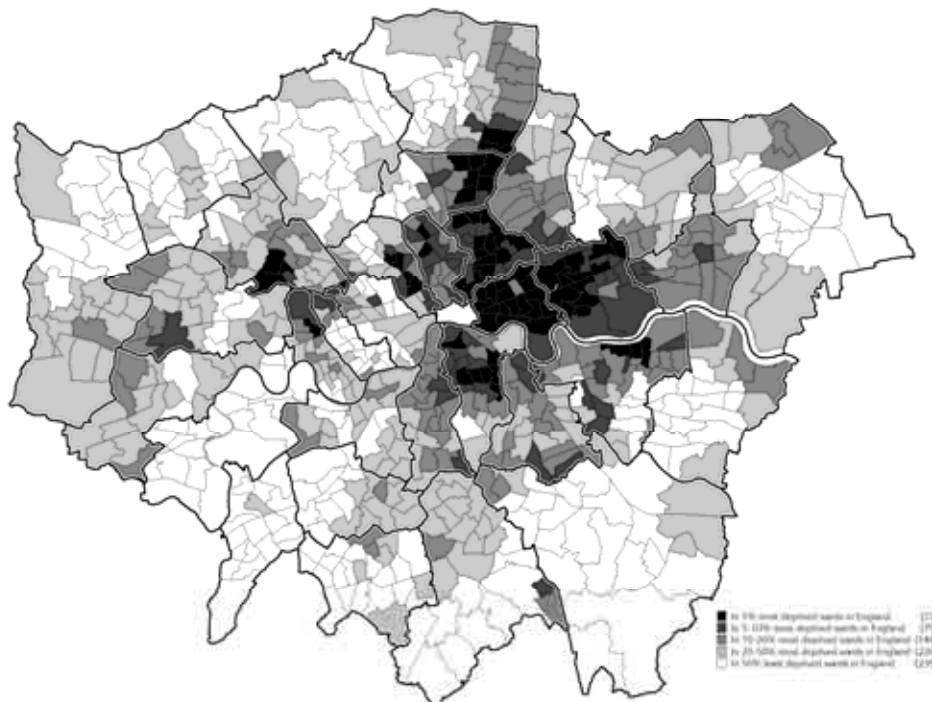 In 5% most deprived wards in England
In 5-10% most deprived wards in England
In 10-20% most deprived wards in England
In 20-50% most deprived wards in England
In 50% least deprived wards in England